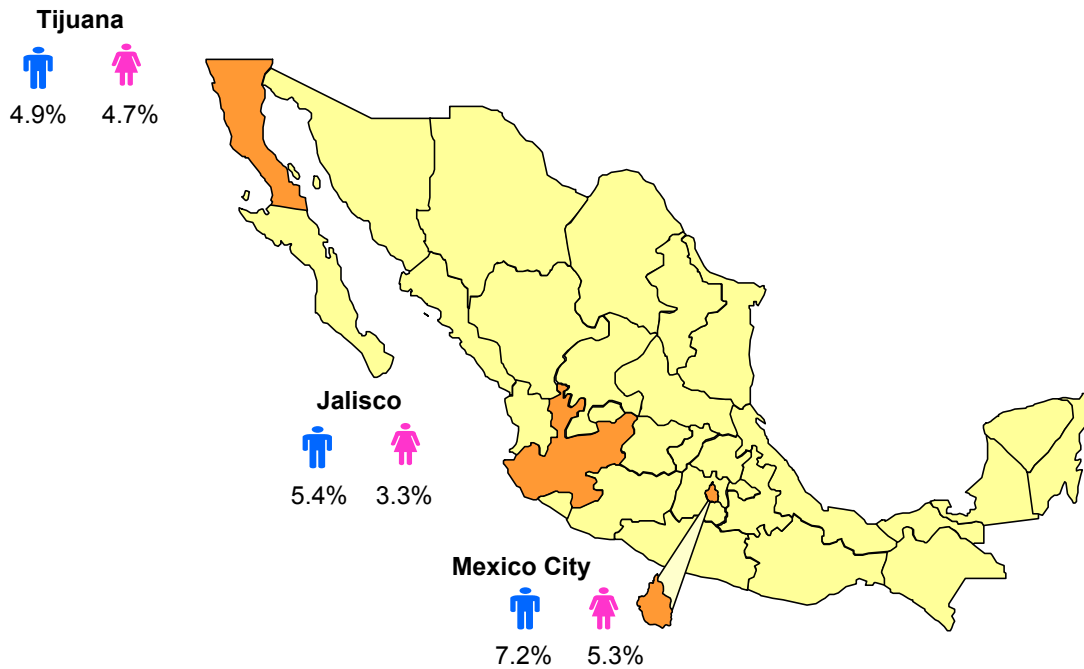 Tijuana
4.9% 4.7%
Jalisco
5.4% 3.3%
Mexico City
7.2% 5.3%